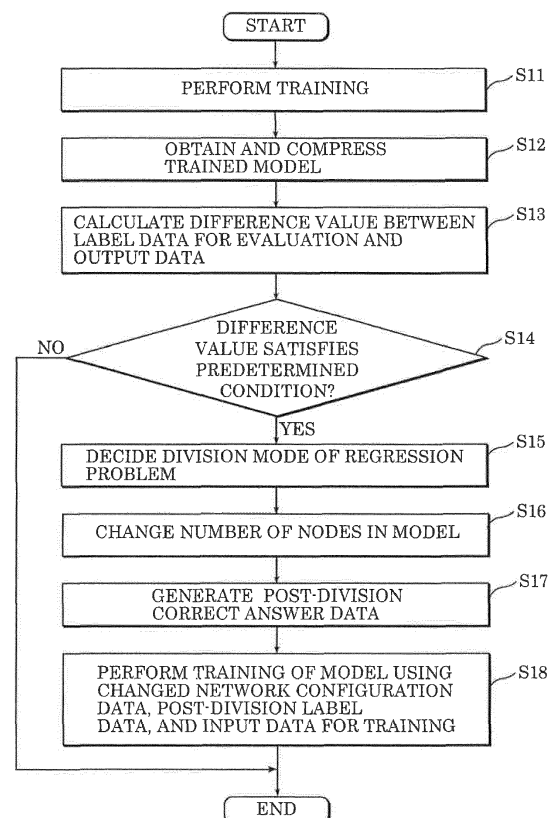 START
S11
PERFORM TRAINING
S12
OBTAIN AND COMPRESS
TRAINED MODEL
S13
CALCULATE DIFFERENCE VALUE BETWEEN
LABEL DATA FOR EVALUATION AND
OUTPUT DATA
S14
DIFFERENCE
VALUE SATISFIES
PREDETERMINED
CONDITION?
NO
YES
S15
DECIDE DIVISION MODE OF REGRESSION
PROBLEM
S16
CHANGE NUMBER OF NODES IN MODEL
S17
GENERATE POST-DIVISION
CORRECT ANSWER DATA
S18
PERFORM TRAINING OF MODEL USING
CHANGED NETWORK CONFIGURATION
DATA, POST-DIVISION LABEL
DATA, AND INPUT DATA FOR TRAINING
END